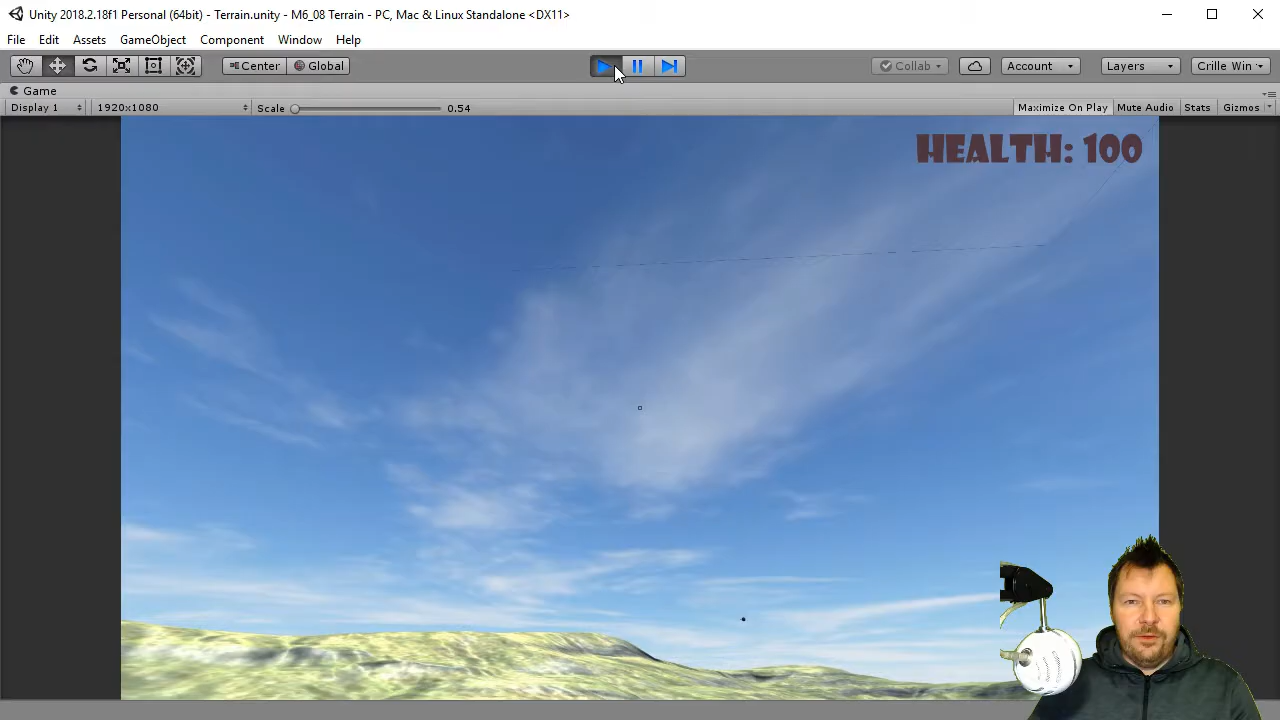 Unity 2018.2.18f1 Personal (64bit) - Terrain.unity - M6_08 Terrain - PC, Mac & Linux Standalone <DX11>
File Edit Assets GameObject Component Window Help
Center Global Collab Account Layers Crille Win
Game
Display 1 1920x1080 Scale 0.54 Maximize On Play Mute Audio Stats Gizmos
HEALTH: 100